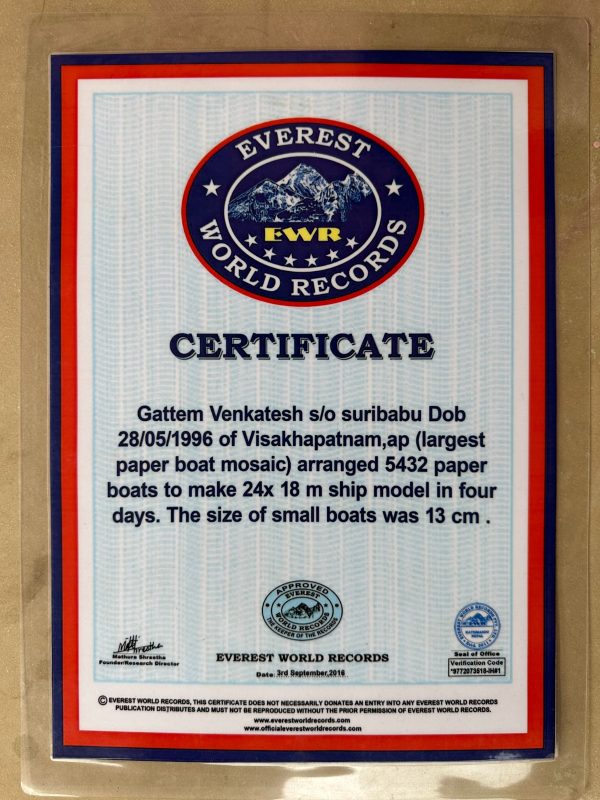 EVEREST
EWR
WORLD RECORDS
CERTIFICATE
Gattem Venkatesh s/o suribabu Dob
28/05/1996 of Visakhapatnam,ap (largest
paper boat mosaic) arranged 5432 paper
boats to make 24x 18 m ship model in four
days. The size of small boats was 13 cm .
APPROVED
EVEREST
WORLD RECORDS
THE KEEPER OF THE RECORDS
Mathura Shrestha
Founder/Research Director
EVEREST WORLD RECORDS
Date: 3rd September,2016
Seal of Office
Verification Code
*9772073518-IH#1
© EVEREST WORLD RECORDS, THIS CERTIFICATE DOES NOT NECESSARILY DONATES AN ENTRY INTO ANY EVEREST WORLD RECORDS
PUBLICATION DISTRIBUTES AND MUST NOT BE REPRODUCED WITHOUT THE PRIOR PERMISSION OF EVEREST WORLD RECORDS.
www.everestworldrecords.com
www.officialeverestworldrecords.com